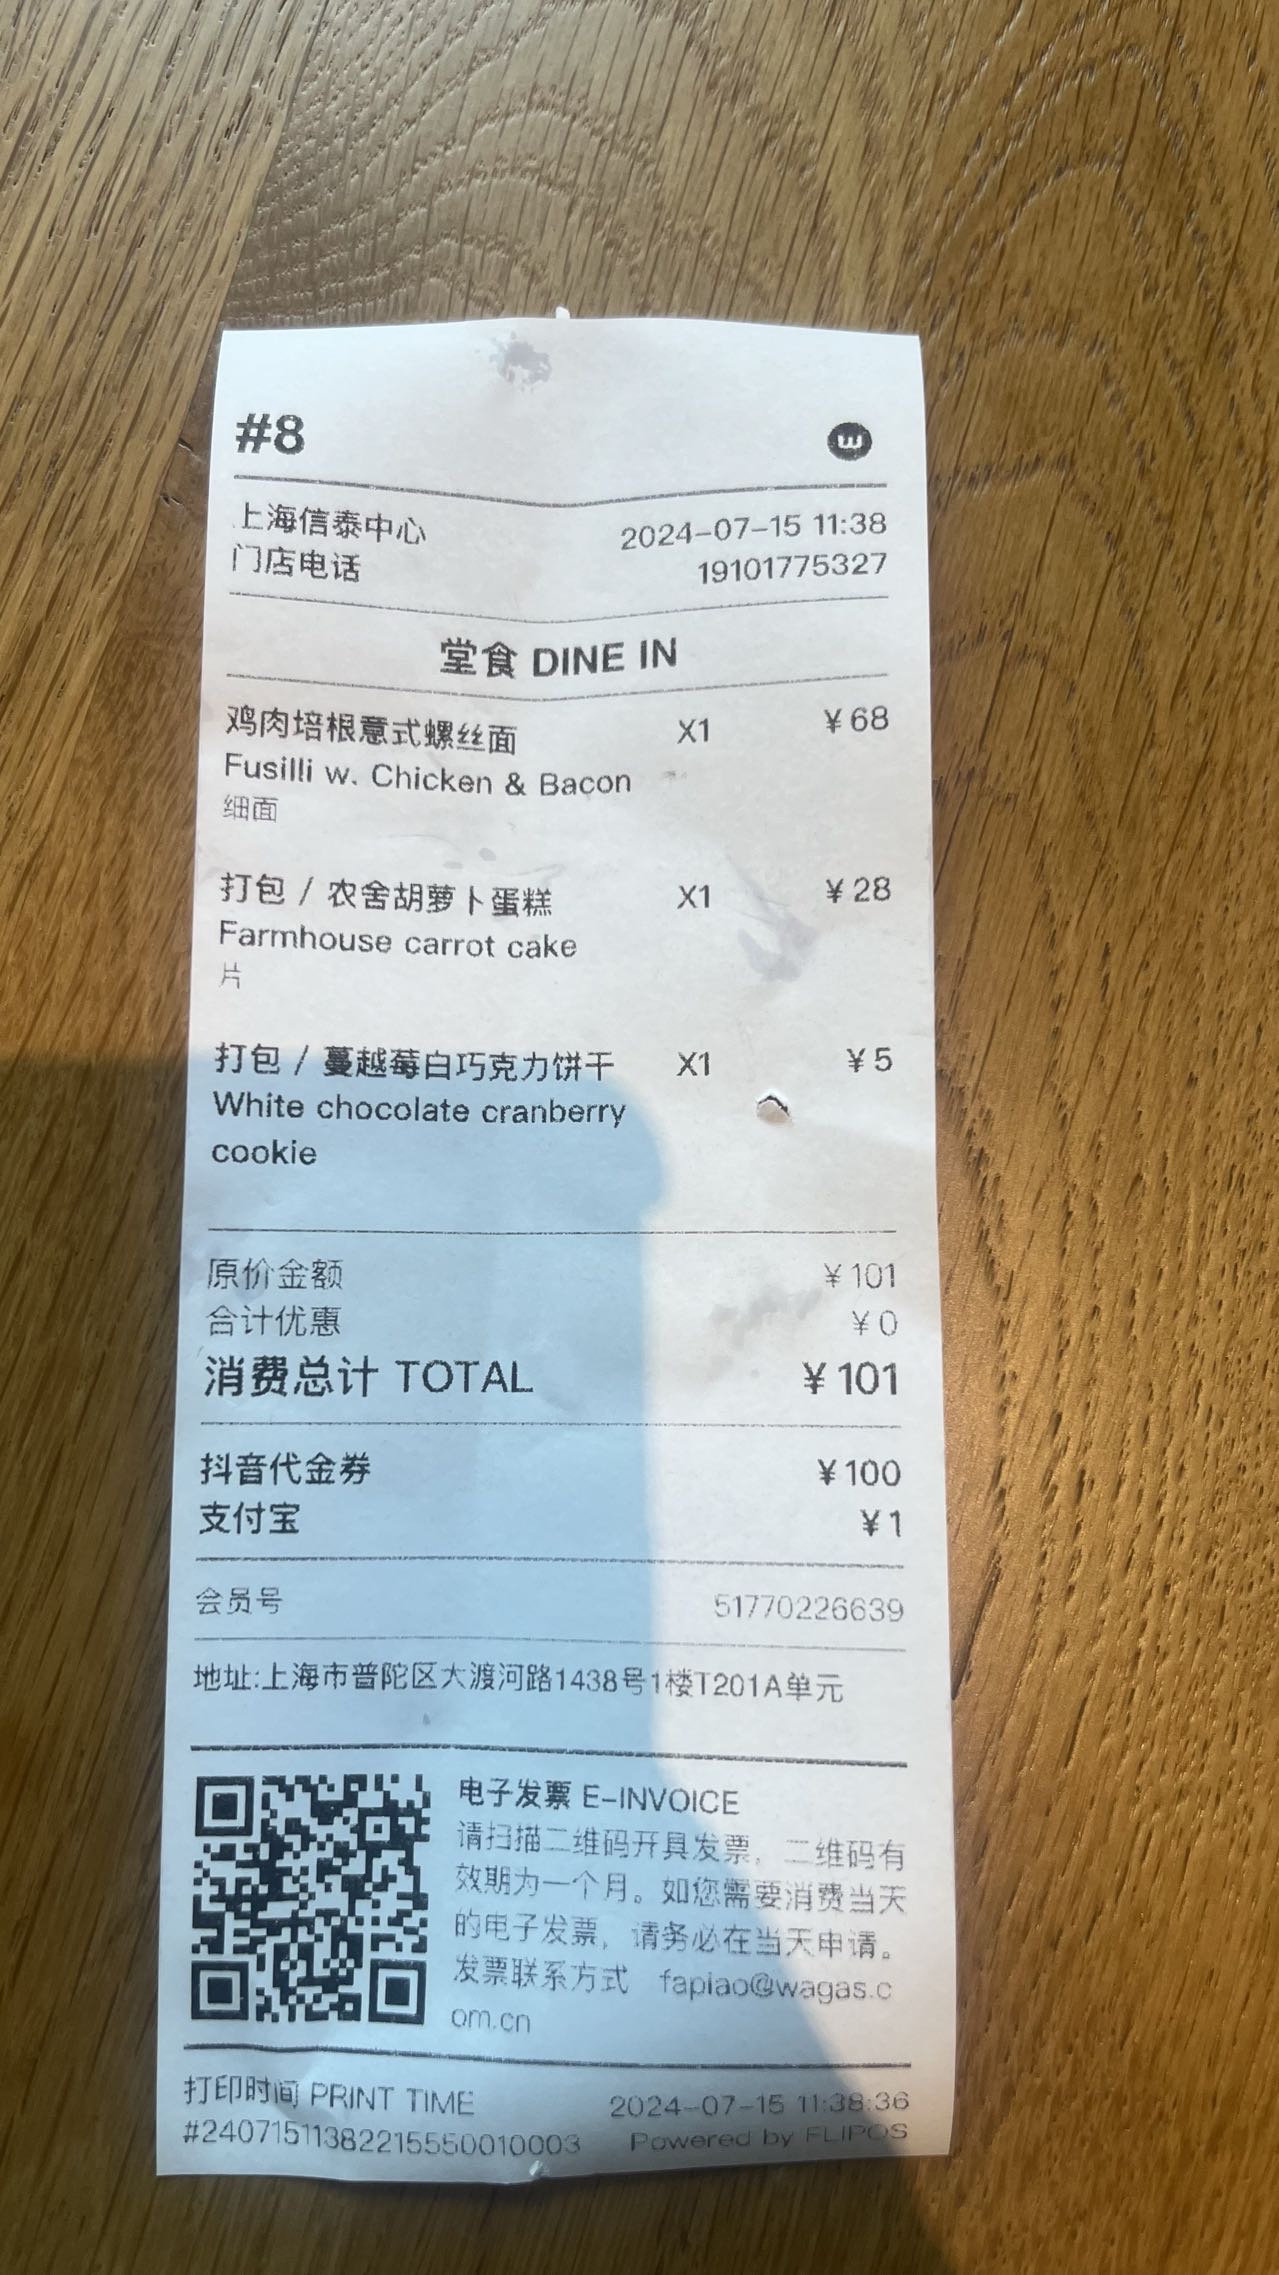 #8
w
上海信泰中心 2024-07-15 11:38
门店电话 19101775327
堂食 DINE IN
鸡肉培根意式螺丝面 X1 ¥68
Fusilli w. Chicken & Bacon
细面
打包 / 农舍胡萝卜蛋糕 X1 ¥28
Farmhouse carrot cake
片
打包 / 蔓越莓白巧克力饼干 X1 ¥5
White chocolate cranberry
cookie
原价金额 ¥101
合计优惠 ¥0
消费总计 TOTAL ¥101
抖音代金券 ¥100
支付宝 ¥1
会员号 51770226639
地址:上海市普陀区大渡河路1438号1楼T201A单元
电子发票 E-INVOICE
请扫描二维码开具发票，二维码有
效期为一个月。如您需要消费当天
的电子发票，请务必在当天申请。
发票联系方式 fapiao@wagas.c
om.cn
打印时间 PRINT TIME 2024-07-15 11:38:36
#24071511382215550010003 Powered by FLIPOS